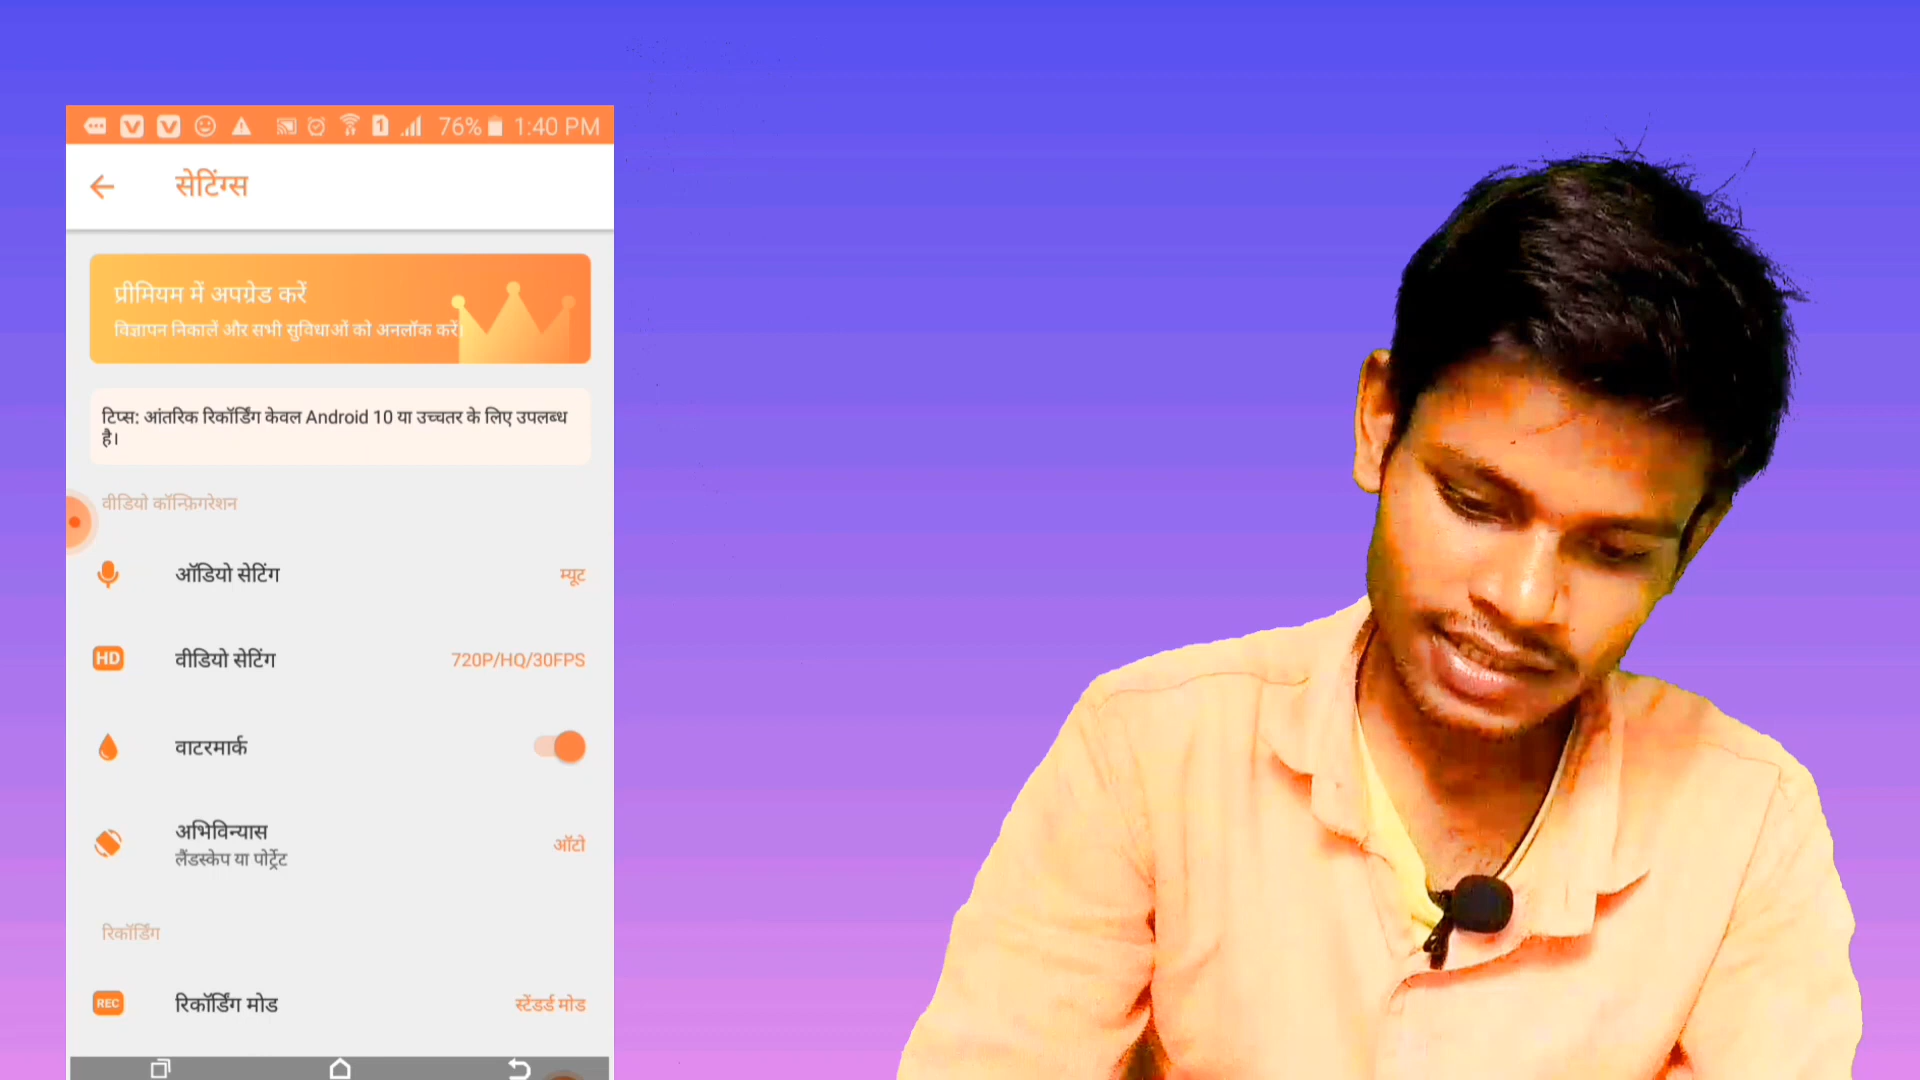 76% 1:40 PM
सेटिंग्स
प्रीमियम में अपग्रेड करें
विज्ञापन निकालें और सभी सुविधाओं को अनलॉक करें।
टिप्स: आंतरिक रिकॉर्डिंग केवल Android 10 या उच्चतर के लिए उपलब्ध
है।
वीडियो कॉन्फ़िगरेशन
ऑडियो सेटिंग म्यूट
HD वीडियो सेटिंग 720P/HQ/30FPS
वाटरमार्क
अभिविन्यास
लैंडस्केप या पोर्ट्रेट
ऑटो
रिकॉर्डिंग
REC रिकॉर्डिंग मोड स्टेंडर्ड मोड